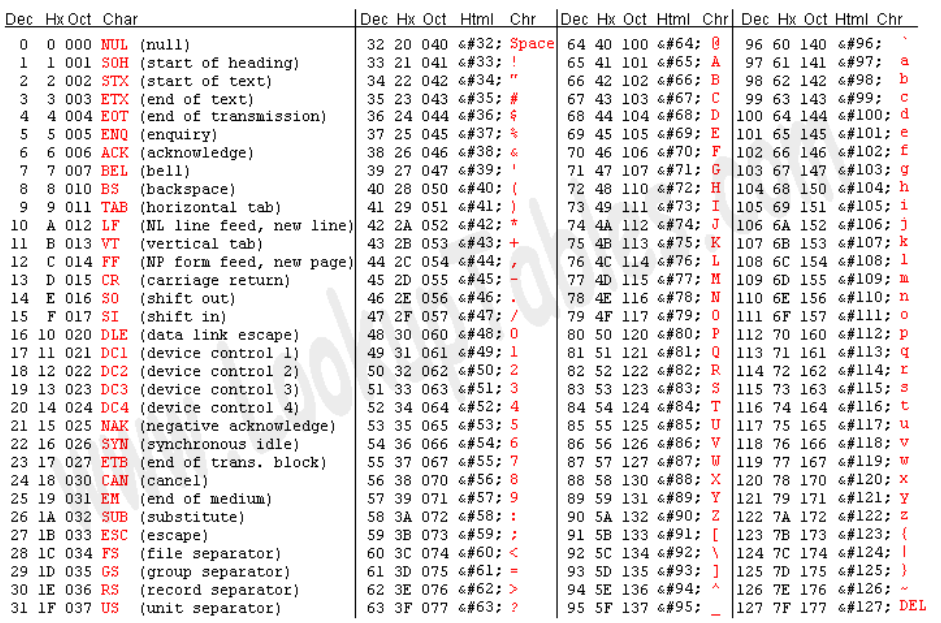 Dec Hx Oct Char Dec Hx Oct Html Chr Dec Hx Oct Html Chr Dec Hx Oct Html Chr
0 0 000 NUL (null) 32 20 040 &#32; Space 64 40 100 &#64; @ 96 60 140 &#96; `
1 1 001 SOH (start of heading) 33 21 041 &#33; ! 65 41 101 &#65; A 97 61 141 &#97; a
2 2 002 STX (start of text) 34 22 042 &#34; " 66 42 102 &#66; B 98 62 142 &#98; b
3 3 003 ETX (end of text) 35 23 043 &#35; # 67 43 103 &#67; C 99 63 143 &#99; c
4 4 004 EOT (end of transmission) 36 24 044 &#36; $ 68 44 104 &#68; D 100 64 144 &#100; d
5 5 005 ENQ (enquiry) 37 25 045 &#37; % 69 45 105 &#69; E 101 65 145 &#101; e
6 6 006 ACK (acknowledge) 38 26 046 &#38; & 70 46 106 &#70; F 102 66 146 &#102; f
7 7 007 BEL (bell) 39 27 047 &#39; ' 71 47 107 &#71; G 103 67 147 &#103; g
8 8 010 BS (backspace) 40 28 050 &#40; ( 72 48 110 &#72; H 104 68 150 &#104; h
9 9 011 TAB (horizontal tab) 41 29 051 &#41; ) 73 49 111 &#73; I 105 69 151 &#105; i
10 A 012 LF (NL line feed, new line) 42 2A 052 &#42; * 74 4A 112 &#74; J 106 6A 152 &#106; j
11 B 013 VT (vertical tab) 43 2B 053 &#43; + 75 4B 113 &#75; K 107 6B 153 &#107; k
12 C 014 FF (NP form feed, new page) 44 2C 054 &#44; , 76 4C 114 &#76; L 108 6C 154 &#108; l
13 D 015 CR (carriage return) 45 2D 055 &#45; - 77 4D 115 &#77; M 109 6D 155 &#109; m
14 E 016 SO (shift out) 46 2E 056 &#46; . 78 4E 116 &#78; N 110 6E 156 &#110; n
15 F 017 SI (shift in) 47 2F 057 &#47; / 79 4F 117 &#79; O 111 6F 157 &#111; o
16 10 020 DLE (data link escape) 48 30 060 &#48; 0 80 50 120 &#80; P 112 70 160 &#112; p
17 11 021 DC1 (device control 1) 49 31 061 &#49; 1 81 51 121 &#81; Q 113 71 161 &#113; q
18 12 022 DC2 (device control 2) 50 32 062 &#50; 2 82 52 122 &#82; R 114 72 162 &#114; r
19 13 023 DC3 (device control 3) 51 33 063 &#51; 3 83 53 123 &#83; S 115 73 163 &#115; s
20 14 024 DC4 (device control 4) 52 34 064 &#52; 4 84 54 124 &#84; T 116 74 164 &#116; t
21 15 025 NAK (negative acknowledge) 53 35 065 &#53; 5 85 55 125 &#85; U 117 75 165 &#117; u
22 16 026 SYN (synchronous idle) 54 36 066 &#54; 6 86 56 126 &#86; V 118 76 166 &#118; v
23 17 027 ETB (end of trans. block) 55 37 067 &#55; 7 87 57 127 &#87; W 119 77 167 &#119; w
24 18 030 CAN (cancel) 56 38 070 &#56; 8 88 58 130 &#88; X 120 78 170 &#120; x
25 19 031 EM (end of medium) 57 39 071 &#57; 9 89 59 131 &#89; Y 121 79 171 &#121; y
26 1A 032 SUB (substitute) 58 3A 072 &#58; : 90 5A 132 &#90; Z 122 7A 172 &#122; z
27 1B 033 ESC (escape) 59 3B 073 &#59; ; 91 5B 133 &#91; [ 123 7B 173 &#123; {
28 1C 034 FS (file separator) 60 3C 074 &#60; < 92 5C 134 &#92; \ 124 7C 174 &#124; |
29 1D 035 GS (group separator) 61 3D 075 &#61; = 93 5D 135 &#93; ] 125 7D 175 &#125; }
30 1E 036 RS (record separator) 62 3E 076 &#62; > 94 5E 136 &#94; ^ 126 7E 176 &#126; ~
31 1F 037 US (unit separator) 63 3F 077 &#63; ? 95 5F 137 &#95; _ 127 7F 177 &#127; DEL
www.LookupTables.com